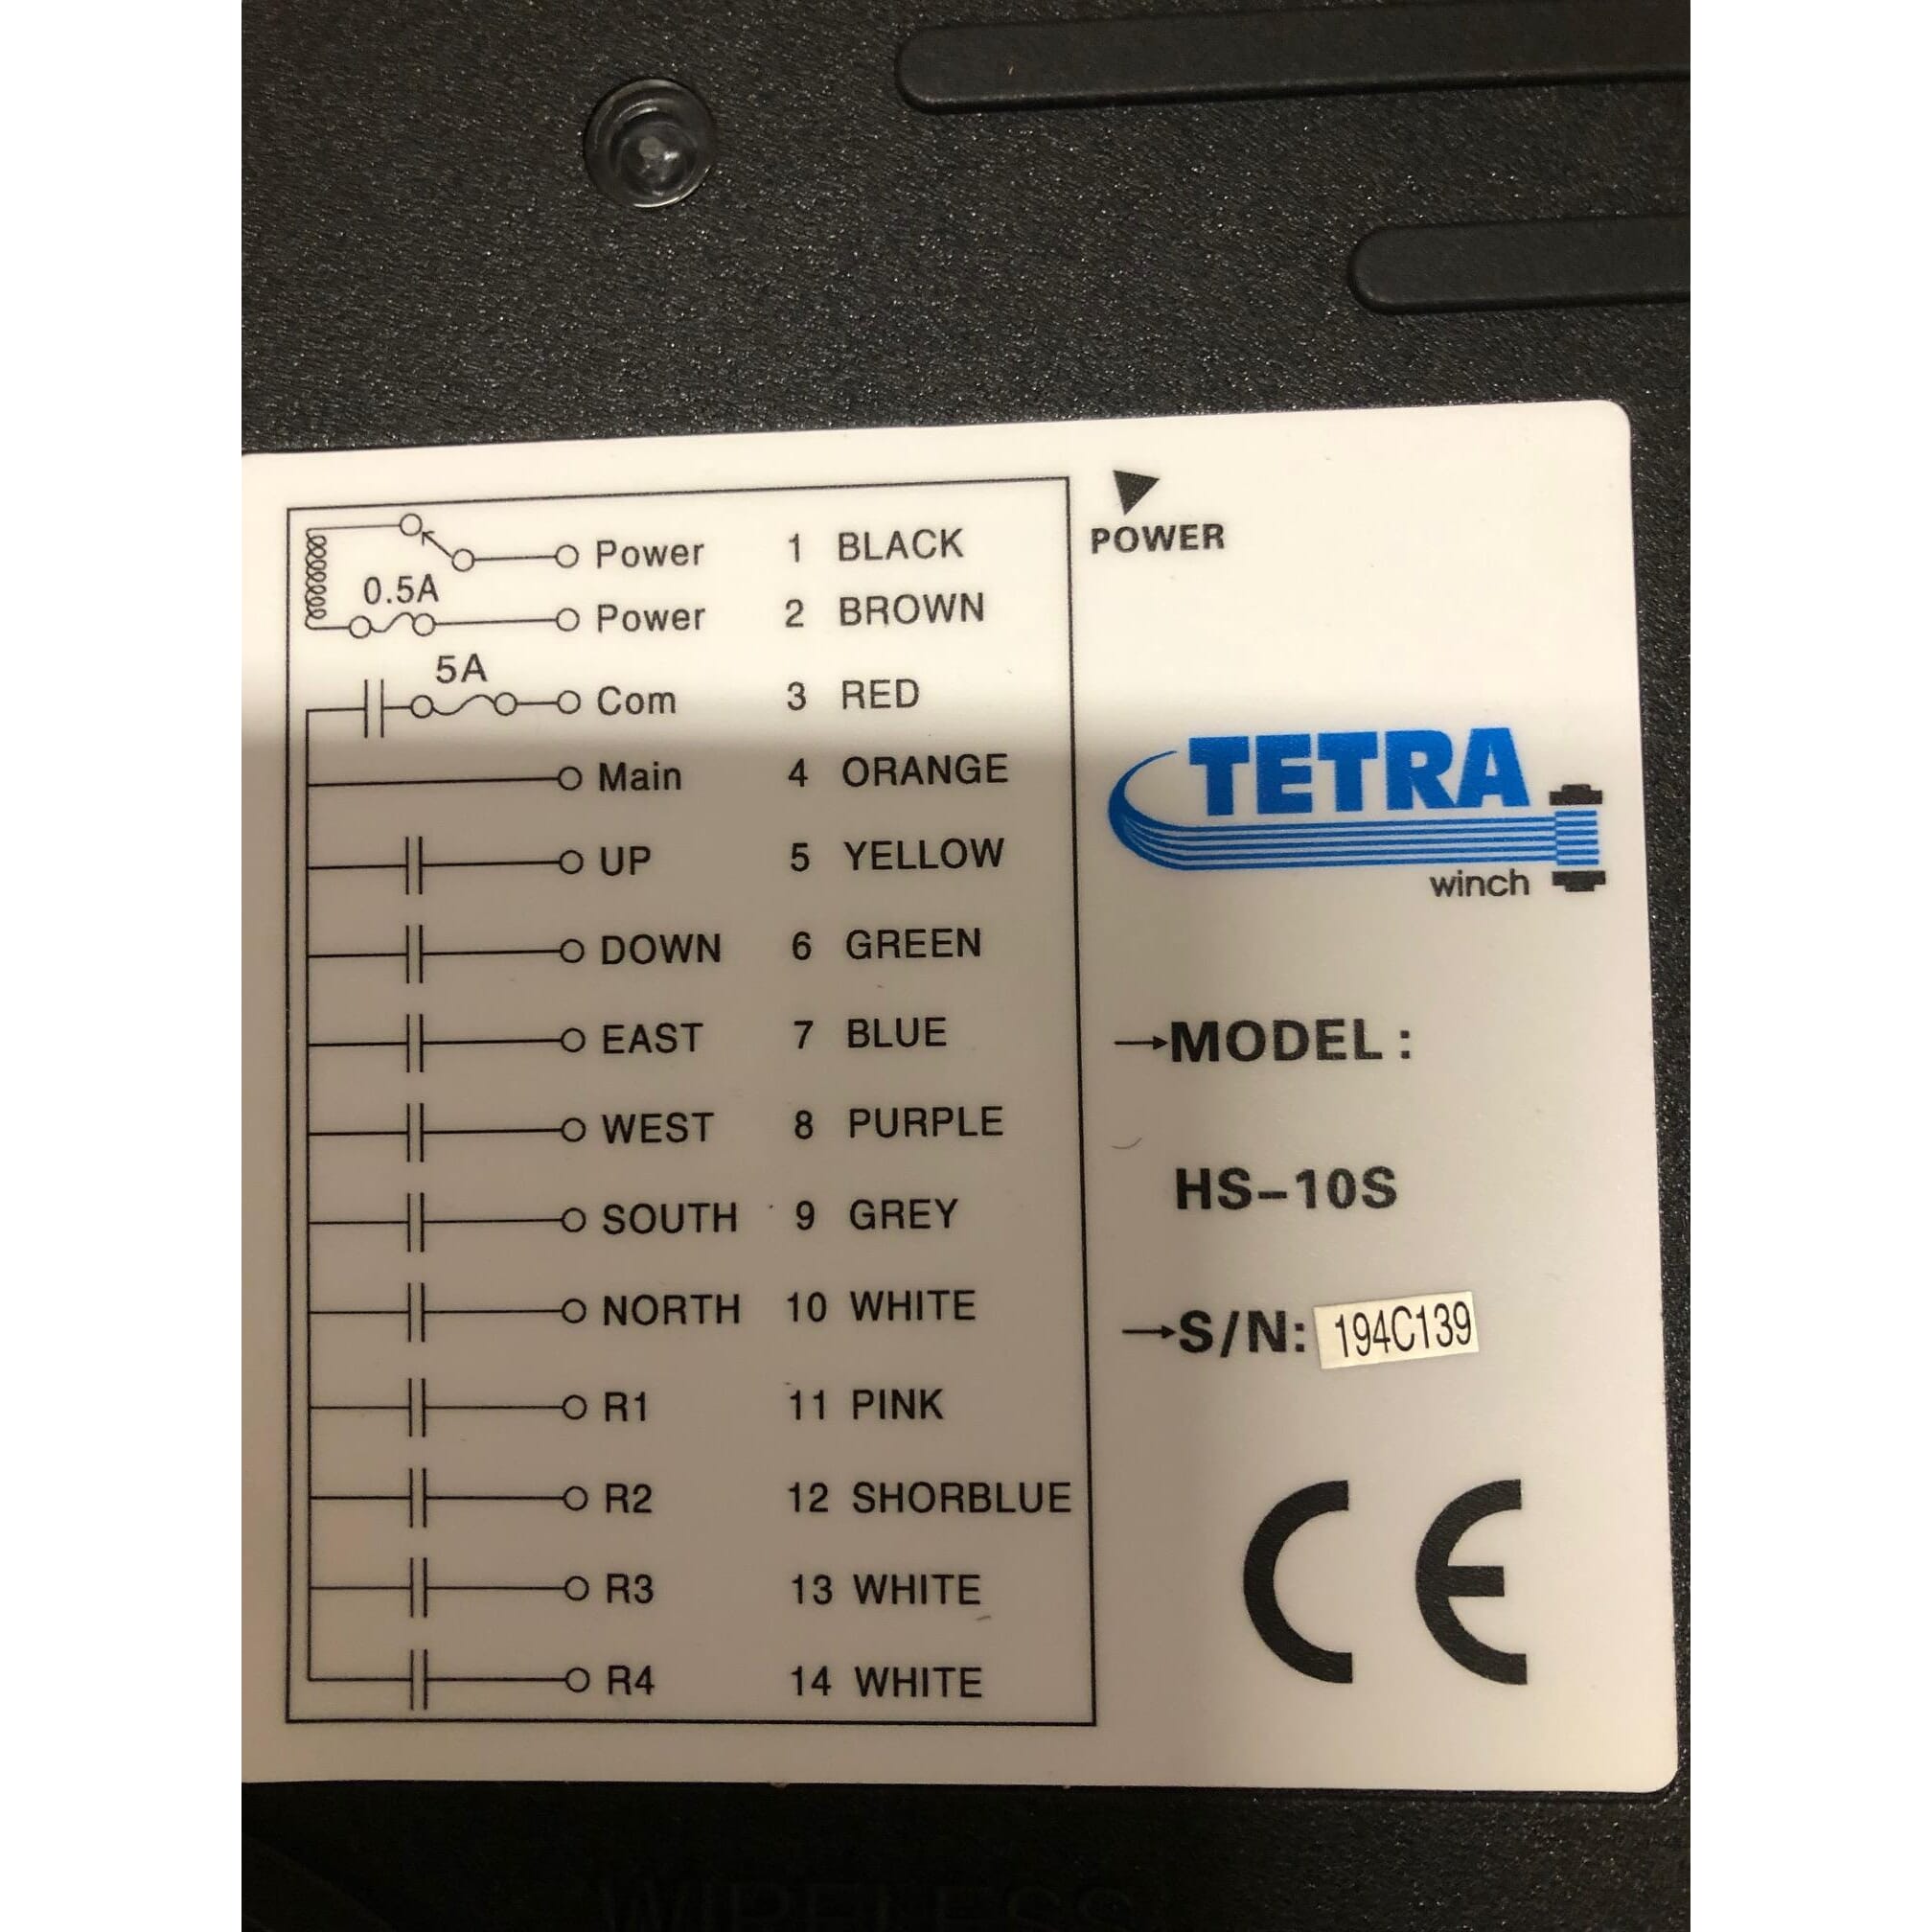 Power 1 BLACK
0.5A
Power 2 BROWN
5A
Com 3 RED
Main 4 ORANGE
UP 5 YELLOW
DOWN 6 GREEN
EAST 7 BLUE
WEST 8 PURPLE
SOUTH 9 GREY
NORTH 10 WHITE
R1 11 PINK
R2 12 SHORBLUE
R3 13 WHITE
R4 14 WHITE
POWER
TETRA
winch
→MODEL :
HS-10S
→S/N: 194C139
CE
WIRELESS